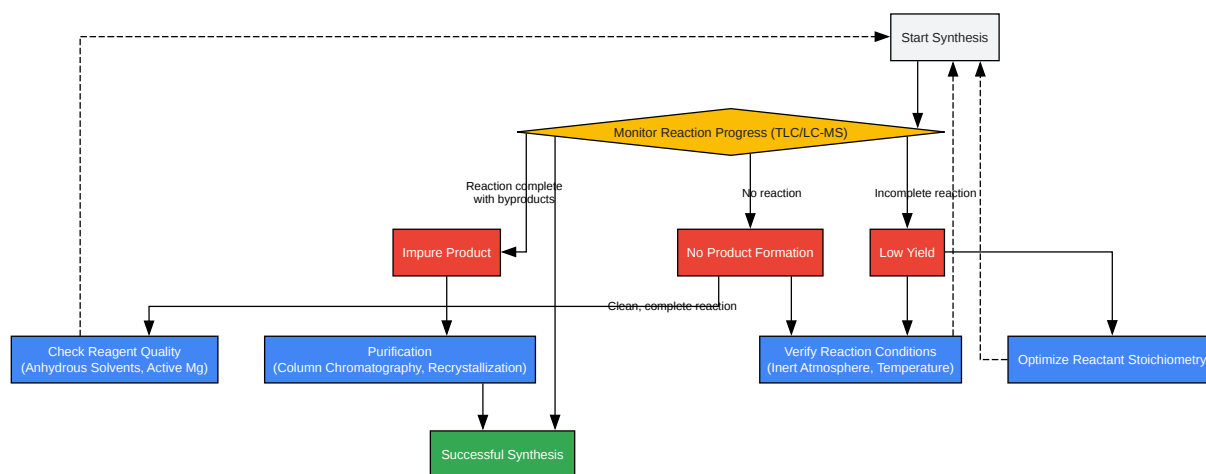 Start Synthesis
Monitor Reaction Progress (TLC/LC-MS)
Reaction complete
with byproducts
No reaction
Incomplete reaction
Impure Product
No Product Formation
Low Yield
Clean, complete reaction
Check Reagent Quality
(Anhydrous Solvents, Active Mg)
Purification
(Column Chromatography, Recrystallization)
Verify Reaction Conditions
(Inert Atmosphere, Temperature)
Optimize Reactant Stoichiometry
Successful Synthesis